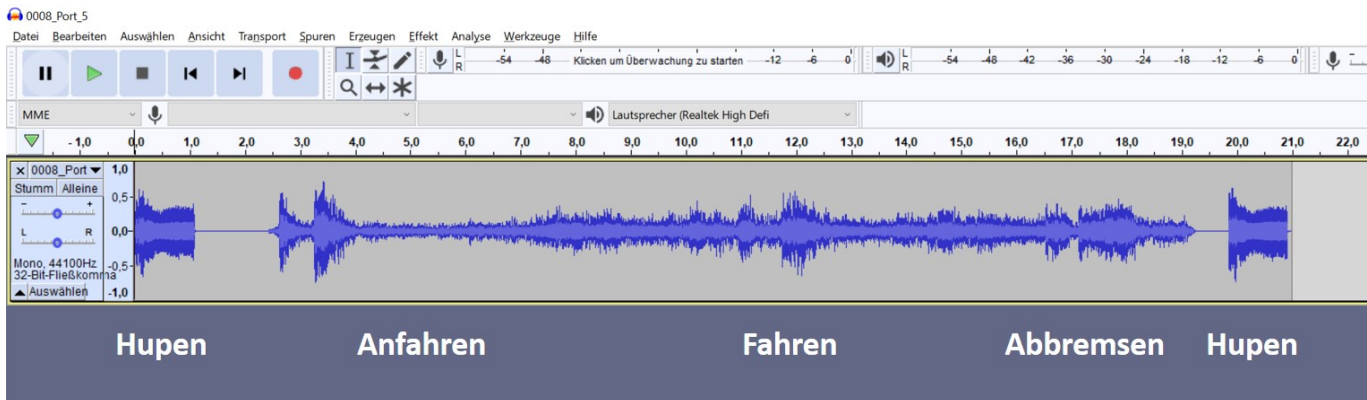 0008_Port_5
Datei Bearbeiten Auswählen Ansicht Transport Spuren Erzeugen Effekt Analyse Werkzeuge Hilfe
L
R
-54 -48 Klicken um Überwachung zu starten -12 -6 0
L
R
-54 -48 -42 -36 -30 -24 -18 -12 -6 0
MME Lautsprecher (Realtek High Defi
- 1,0 0,0 1,0 2,0 3,0 4,0 5,0 6,0 7,0 8,0 9,0 10,0 11,0 12,0 13,0 14,0 15,0 16,0 17,0 18,0 19,0 20,0 21,0 22,0
x 0008_Port 1,0
Stumm Alleine
0,5
- +
L R 0,0
Mono, 44100Hz
-0,5
32-Bit-Fließkomma
Auswählen -1,0
Hupen Anfahren Fahren Abbremsen Hupen